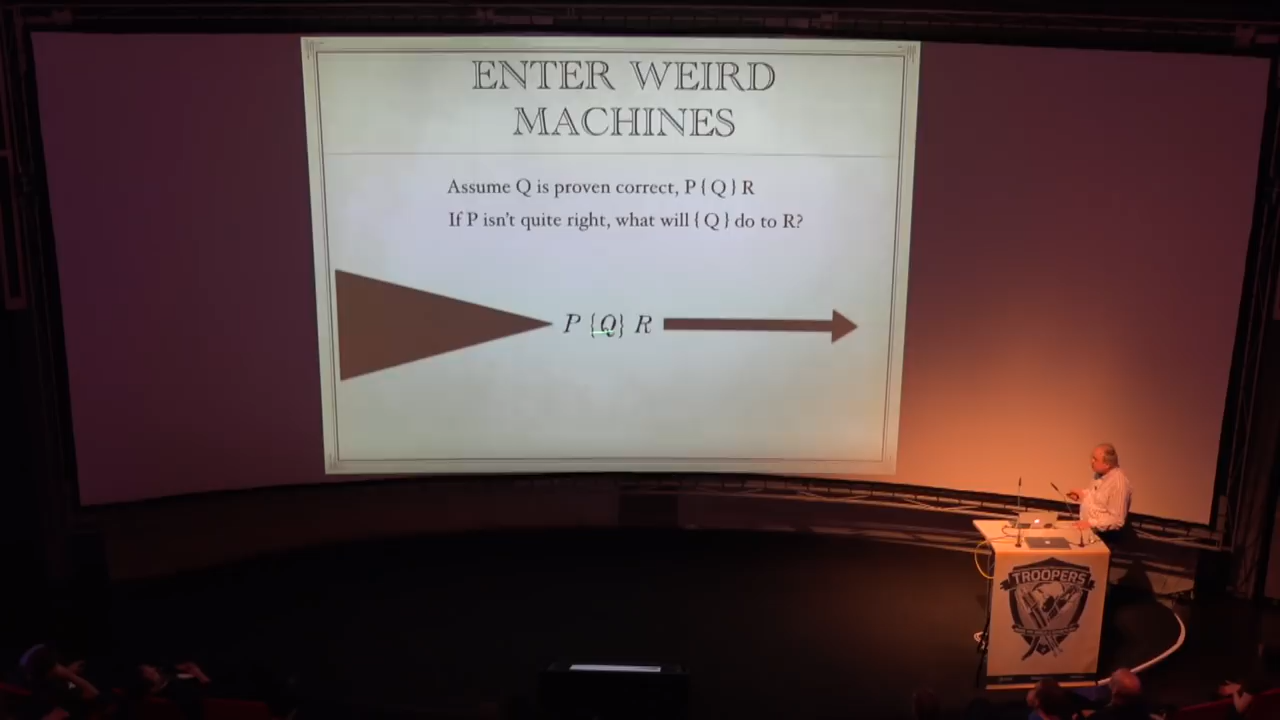 ENTER WEIRD
MACHINES
Assume Q is proven correct, P { Q } R
If P isn't quite right, what will { Q } do to R?
P {Q} R
TROOPERS